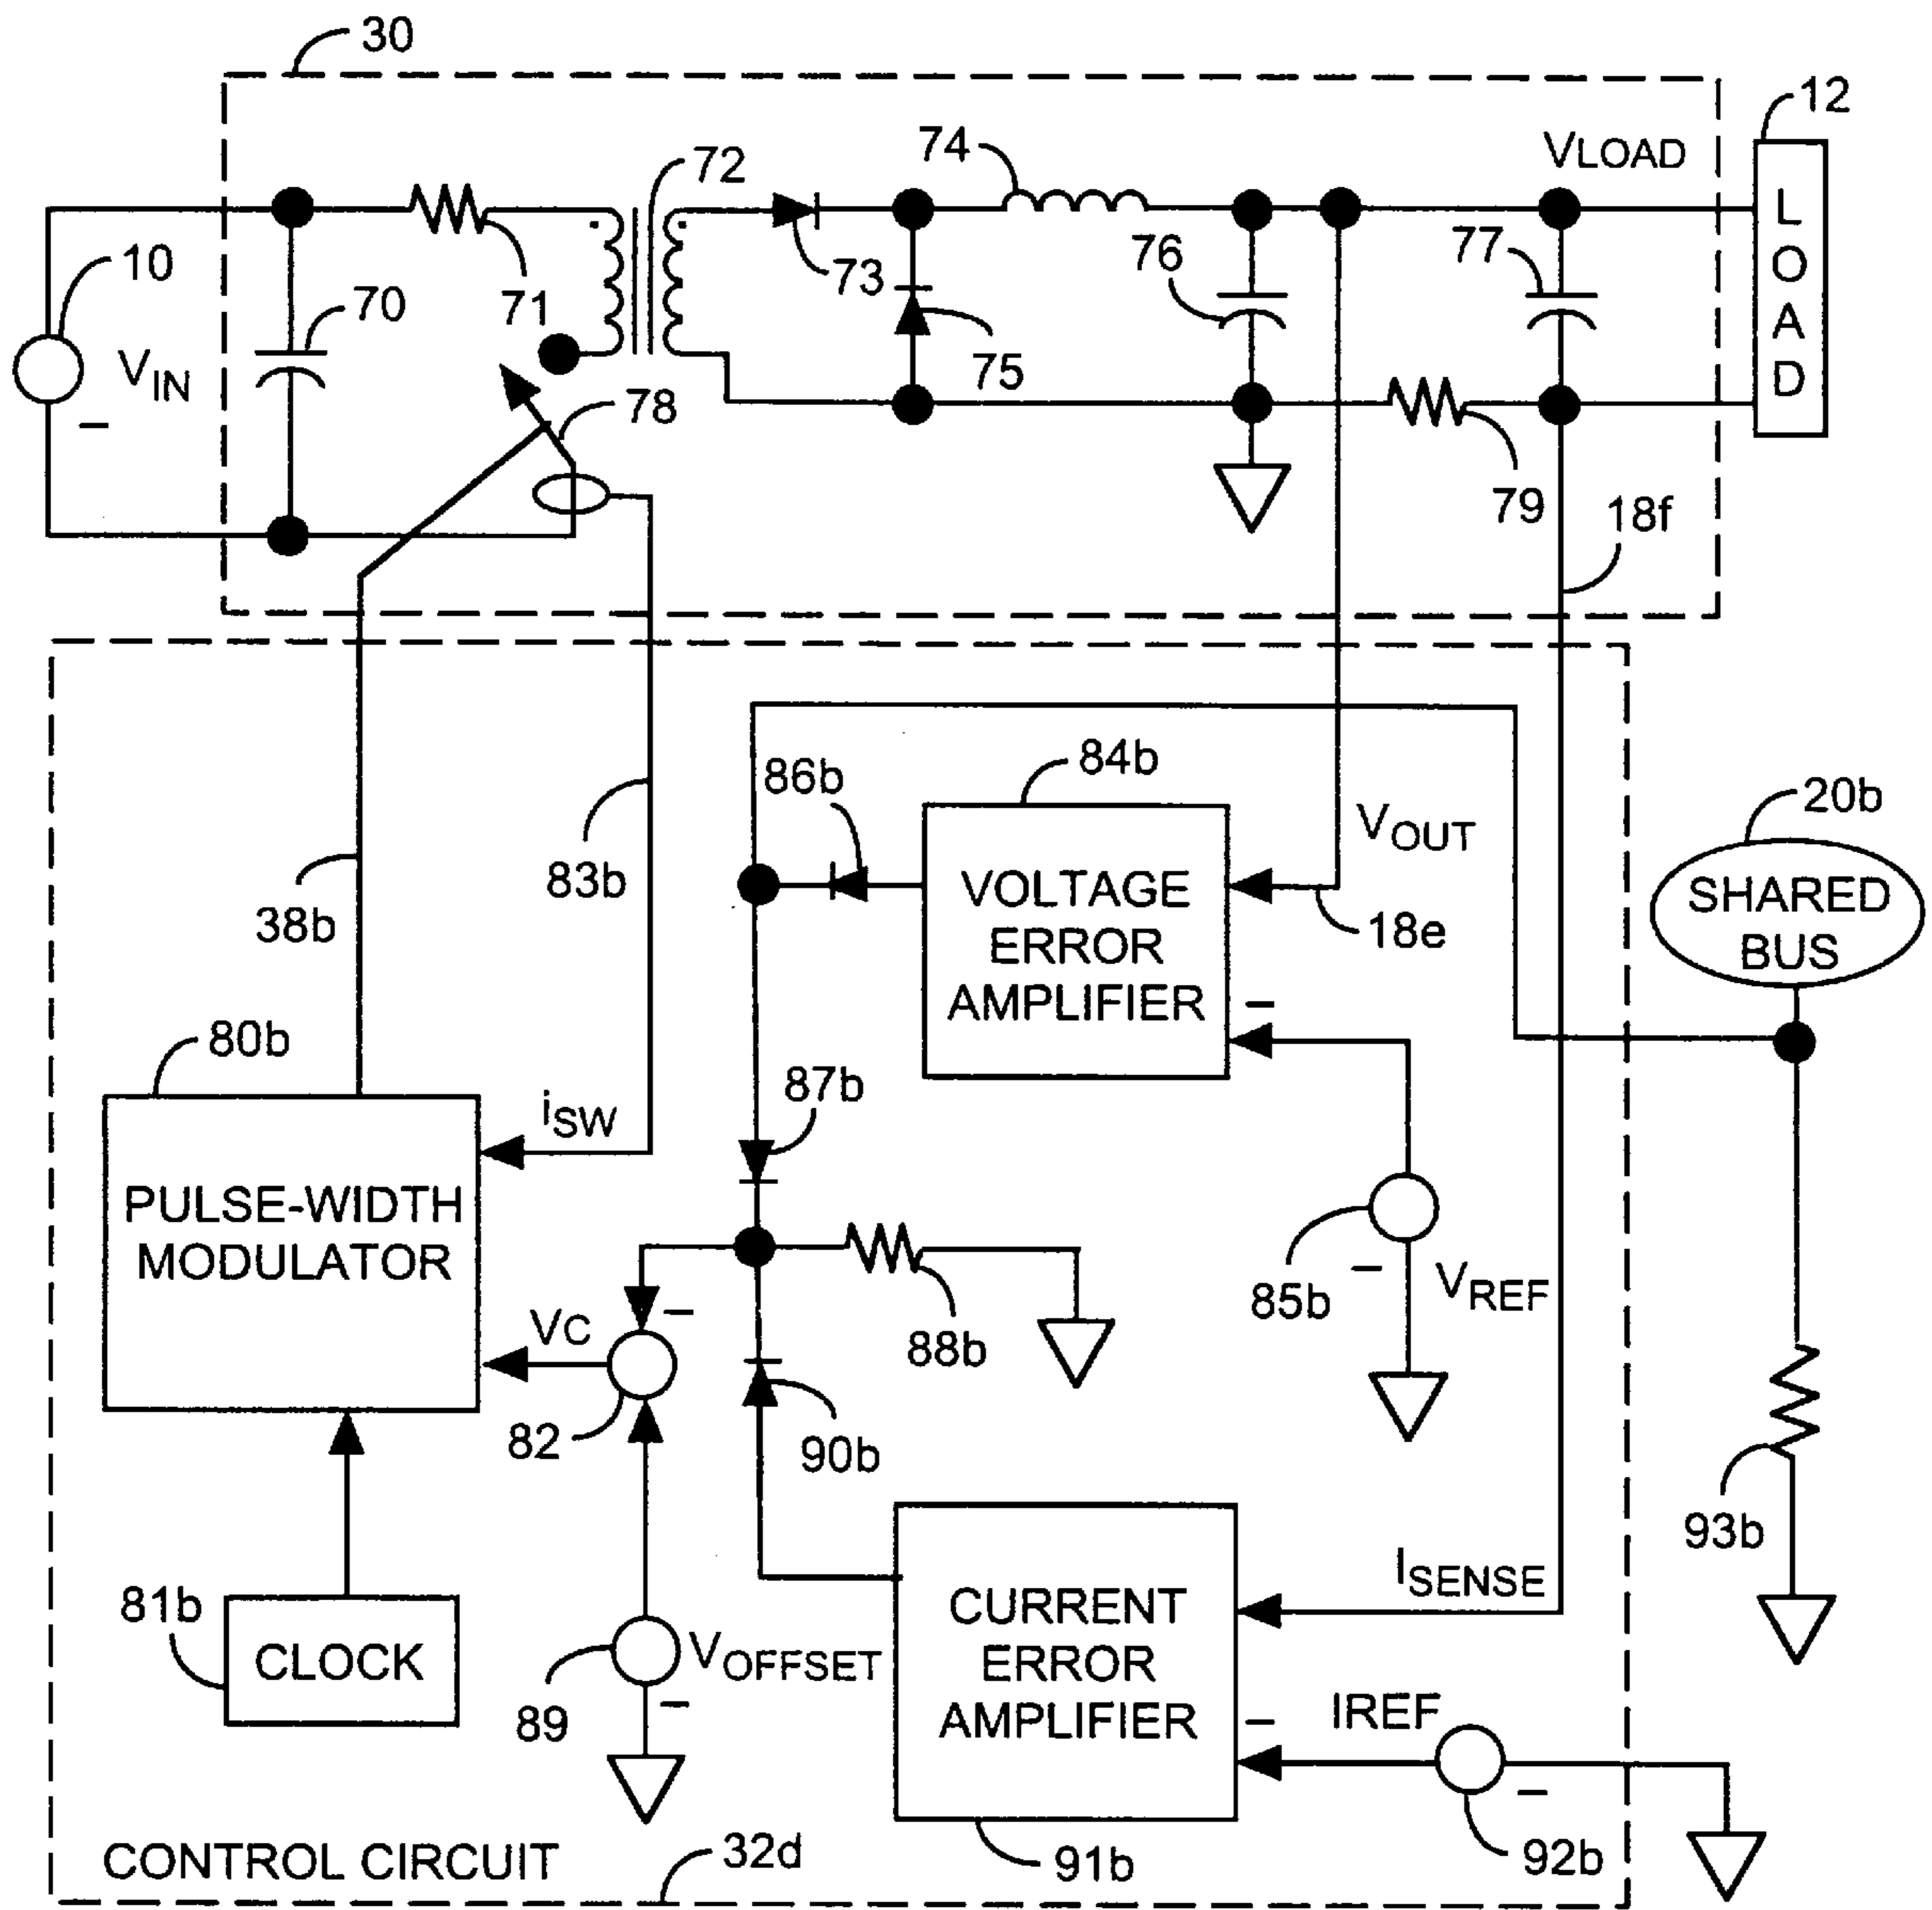 30
12
74
VLOAD
72
10
VIN
–
70
71
73
76
77
LOAD
75
78
79
18f
84b
86b
20b
VOUT
83b
VOLTAGE
ERROR
AMPLIFIER
–
SHARED
BUS
38b
18e
80b
87b
iSW
PULSE-WIDTH
MODULATOR
–
85b
–
VREF
VC
88b
82
90b
93b
81b
CLOCK
ISENSE
CURRENT
ERROR
AMPLIFIER
–
VOFFSET
89
–
IREF
–
CONTROL CIRCUIT
32d
91b
92b